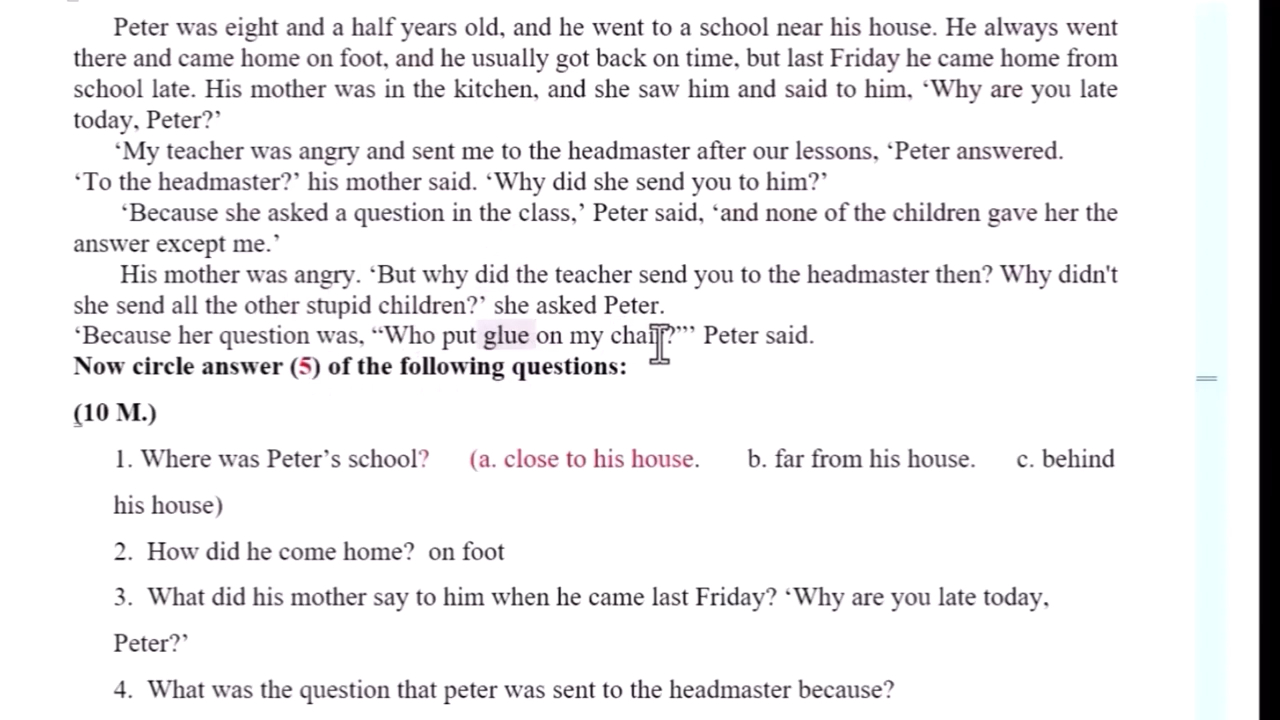 Peter was eight and a half years old, and he went to a school near his house. He always went
there and came home on foot, and he usually got back on time, but last Friday he came home from
school late. His mother was in the kitchen, and she saw him and said to him, ‘Why are you late
today, Peter?’
‘My teacher was angry and sent me to the headmaster after our lessons, ‘Peter answered.
‘To the headmaster?’ his mother said. ‘Why did she send you to him?’
‘Because she asked a question in the class,’ Peter said, ‘and none of the children gave her the
answer except me.’
His mother was angry. ‘But why did the teacher send you to the headmaster then? Why didn't
she send all the other stupid children?’ she asked Peter.
‘Because her question was, “Who put glue on my chair?”’ Peter said.
Now circle answer (5) of the following questions:
(10 M.)
1. Where was Peter’s school? (a. close to his house. b. far from his house. c. behind
his house)
2. How did he come home? on foot
3. What did his mother say to him when he came last Friday? ‘Why are you late today,
Peter?’
4. What was the question that peter was sent to the headmaster because?